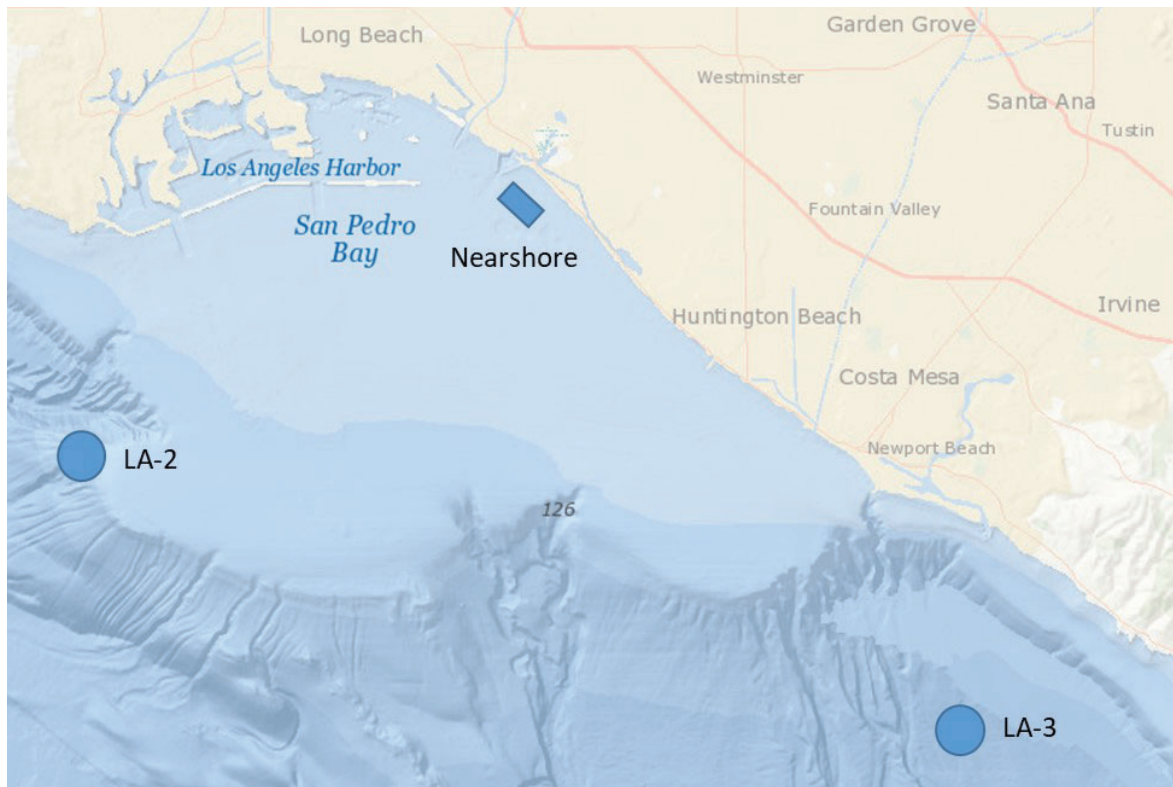 Long Beach
Garden Grove
Westminster
Santa Ana
Tustin
Los Angeles Harbor
San Pedro
Bay
Fountain Valley
Nearshore
Irvine
Huntington Beach
Costa Mesa
LA-2
Newport Beach
126
LA-3